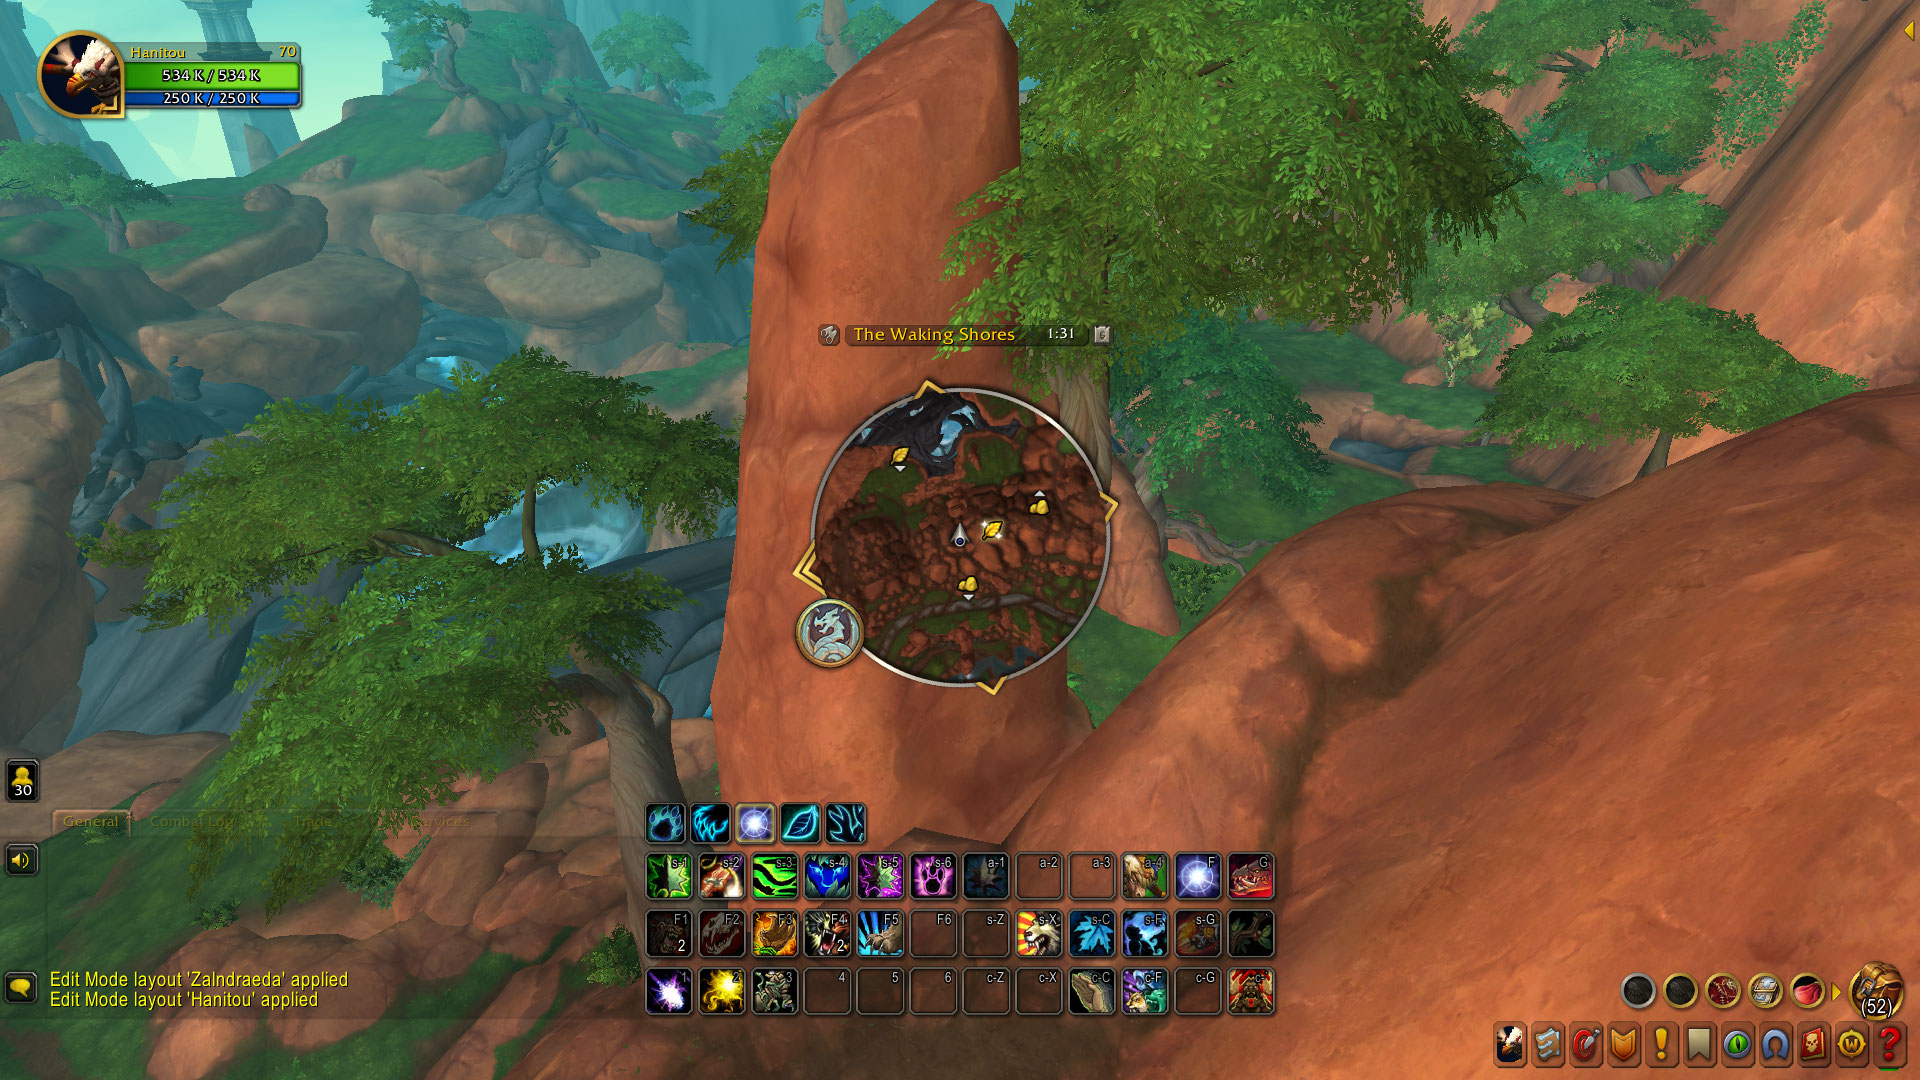 Hanitou 70
534 K / 534 K
250 K / 250 K
The Waking Shores 1:31
30
General Combat Log Trade Services
s-1 s-2 s-3 s-4 s-5 s-6 a-1 a-2 a-3 a-4 F G
F1 F2 F3 F4 F5 F6 s-Z s-X s-C s-F s-G
2 2
1 2 3 4 5 6 c-Z c-X c-C c-F c-G
Edit Mode layout 'Zalndraeda' applied
Edit Mode layout 'Hanitou' applied
(52)